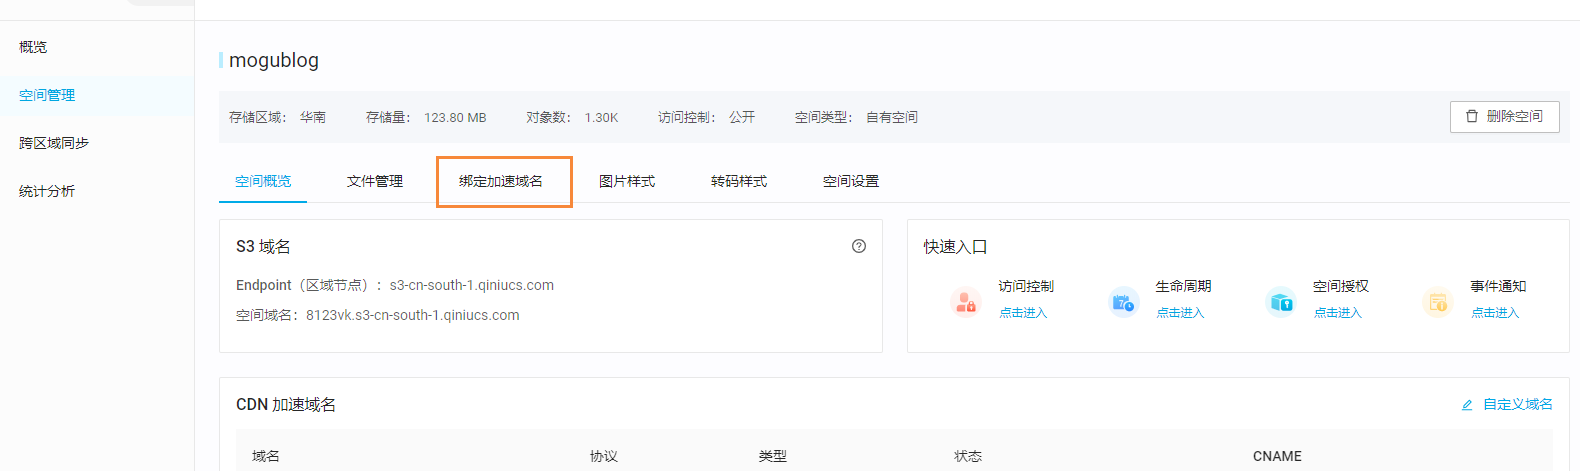 概览
空间管理
跨区域同步
统计分析
mogublog
存储区域： 华南 存储量： 123.80 MB 对象数： 1.30K 访问控制： 公开 空间类型： 自有空间 删除空间
空间概览 文件管理 绑定加速域名 图片样式 转码样式 空间设置
S3 域名
Endpoint（区域节点）：s3-cn-south-1.qiniucs.com
空间域名：8123vk.s3-cn-south-1.qiniucs.com
快速入口
访问控制 生命周期 空间授权 事件通知
点击进入 点击进入 点击进入 点击进入
CDN 加速域名 自定义域名
域名 协议 类型 状态 CNAME